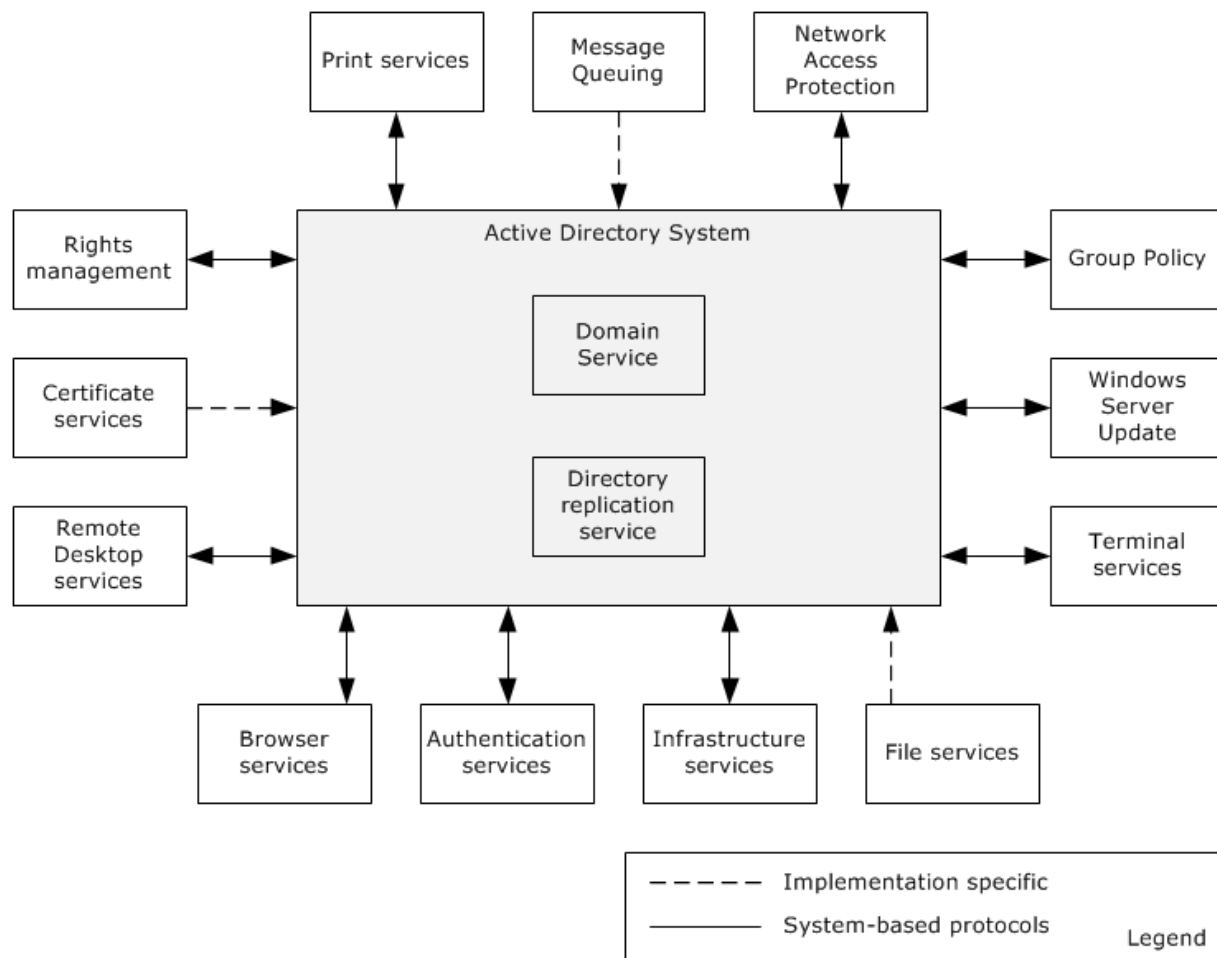 Print services
Message
Queuing
Network
Access
Protection
Active Directory System
Rights
management
Group Policy
Domain
Service
Certificate
services
Windows
Server
Update
Directory
replication
service
Remote
Desktop
services
Terminal
services
Browser
services
Authentication
services
Infrastructure
services
File services
Implementation specific
System-based protocols
Legend